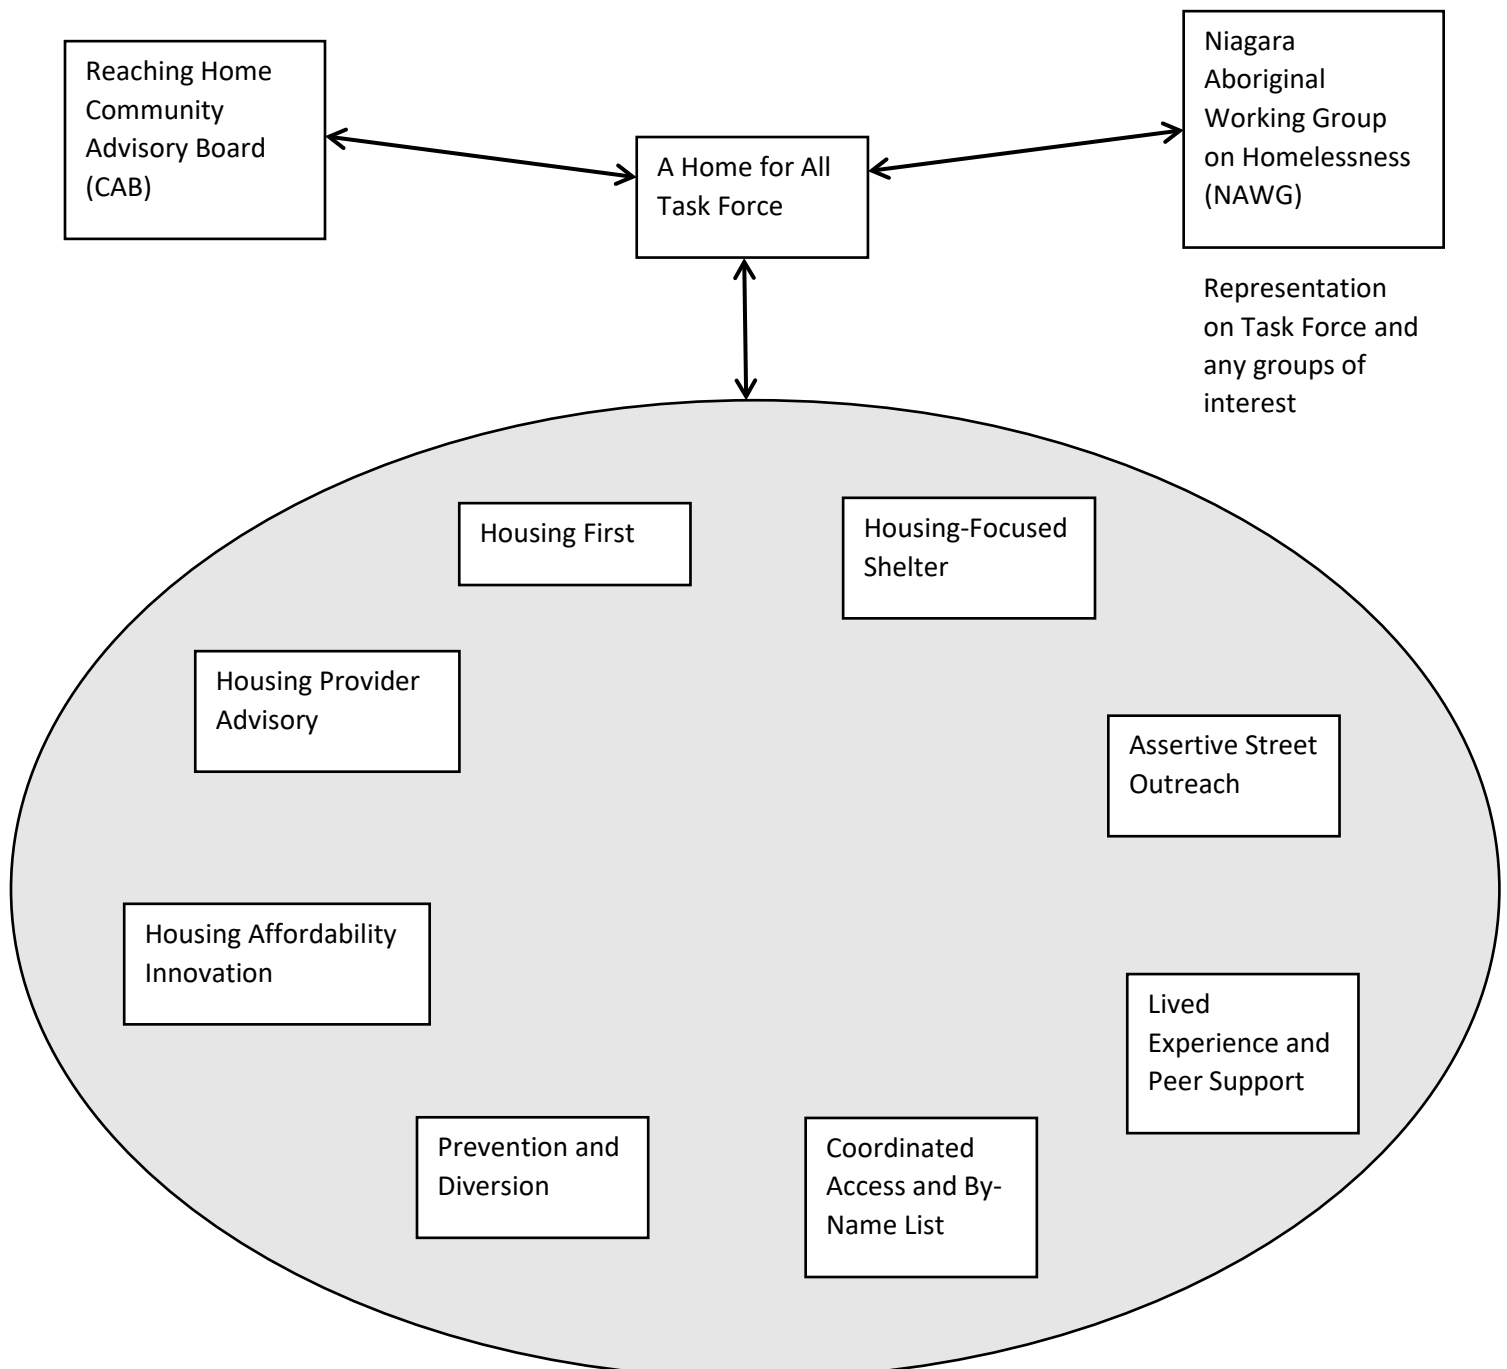 Reaching Home
Community
Advisory Board
(CAB)
A Home for All
Task Force
Niagara
Aboriginal
Working Group
on Homelessness
(NAWG)
Representation
on Task Force and
any groups of
interest
Housing First
Housing-Focused
Shelter
Housing Provider
Advisory
Assertive Street
Outreach
Housing Affordability
Innovation
Lived
Experience and
Peer Support
Prevention and
Diversion
Coordinated
Access and By-
Name List